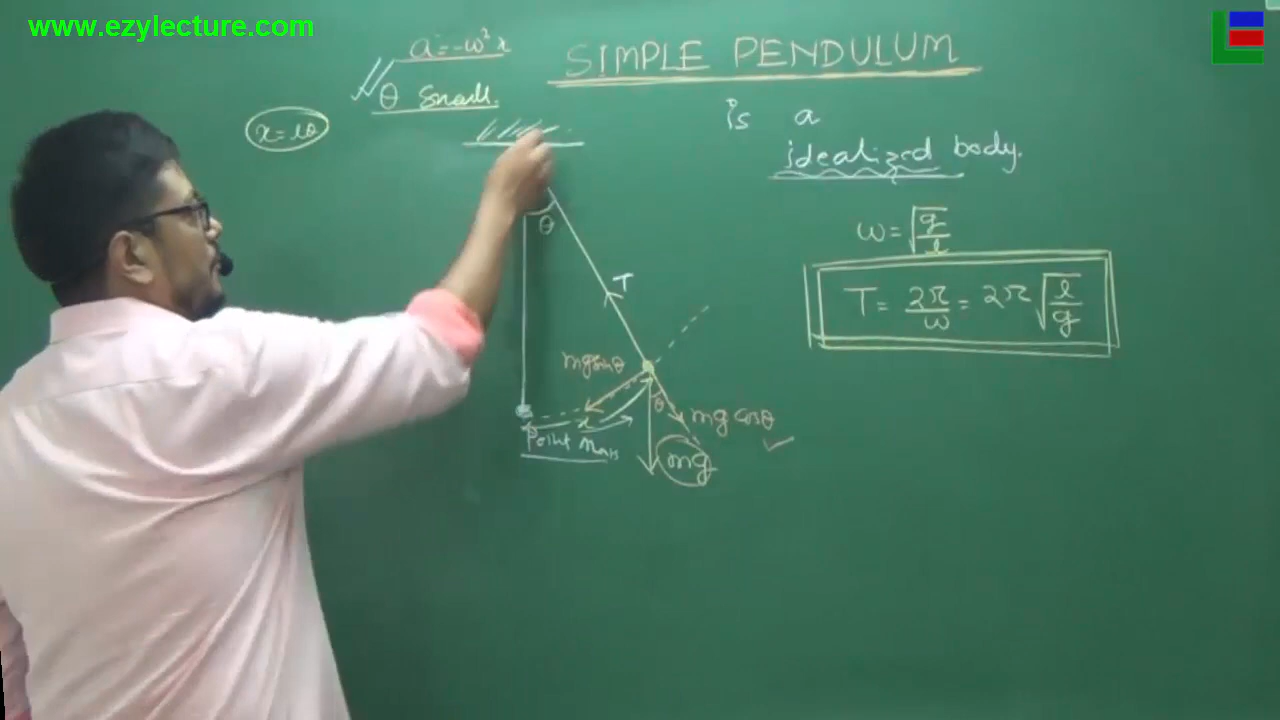 www.ezylecture.com
a = -ω²x
SIMPLE PENDULUM
θ Small.
x = lθ
is a
idealized body.
θ
ω = √g/l
T
T = 2π/ω = 2π √l/g
mg sinθ
θ
mg cosθ
x
Point Mass
mg